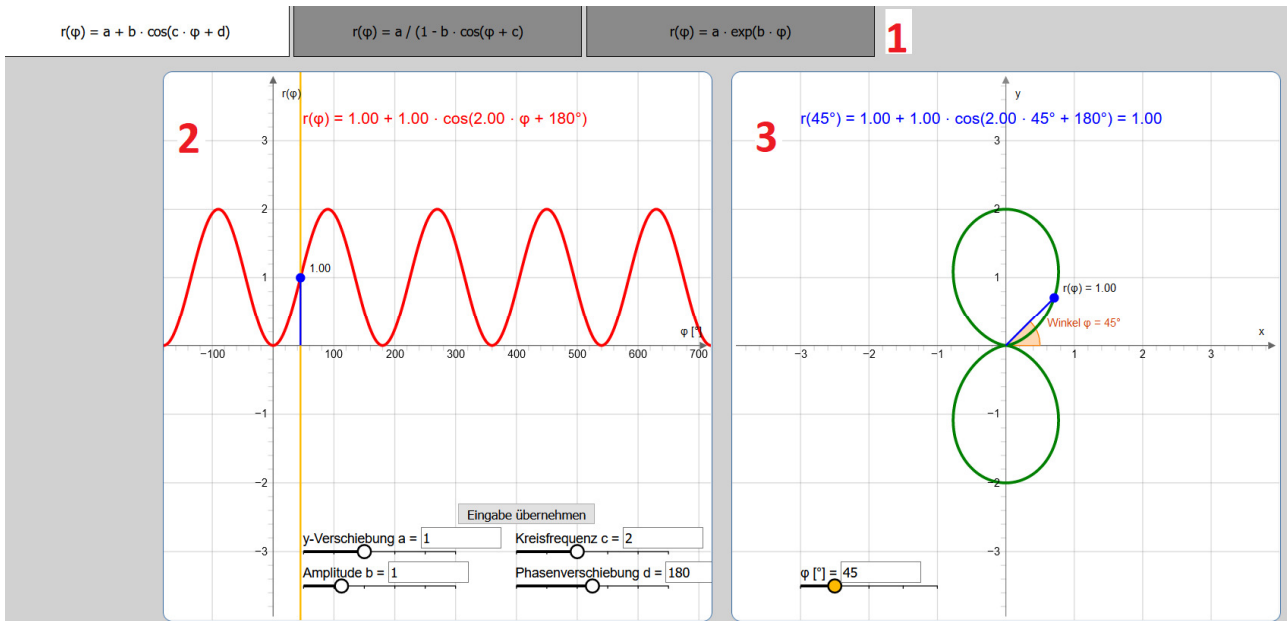 r(φ) = a + b · cos(c · φ + d)
r(φ) = a / (1 - b · cos(φ + c)
r(φ) = a · exp(b · φ)
1
2
r(φ)
r(φ) = 1.00 + 1.00 · cos(2.00 · φ + 180°)
3
2
1
1.00
φ [°]
−100 100 200 300 400 500 600 700
−1
−2
−3
Eingabe übernehmen
y-Verschiebung a = 1
Kreisfrequenz c = 2
Amplitude b = 1
Phasenverschiebung d = 180
3
y
r(45°) = 1.00 + 1.00 · cos(2.00 · 45° + 180°) = 1.00
3
2
1
r(φ) = 1.00
Winkel φ = 45°
x
−3 −2 −1 1 2 3
−1
−2
−3
φ [°] = 45